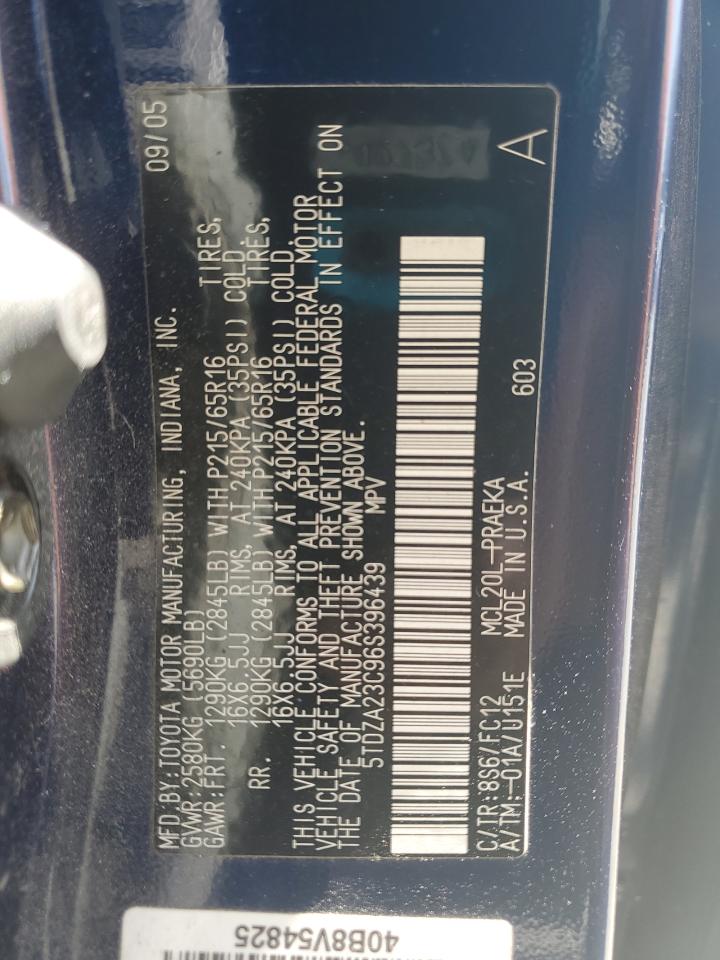 MFD.BY:TOYOTA MOTOR MANUFACTURING, INDIANA, INC. 09/05
GVWR:2580KG (5690LB)
GAWR:FRT. 1290KG (2845LB) WITH P215/65R16 TIRES,
16X6.5JJ RIMS, AT 240KPA (35PSI) COLD.
RR. 1290KG (2845LB) WITH P215/65R16 TIRES,
16X6.5JJ RIMS, AT 240KPA (35PSI) COLD.
THIS VEHICLE CONFORMS TO ALL APPLICABLE FEDERAL MOTOR
VEHICLE SAFETY AND THEFT PREVENTION STANDARDS IN EFFECT ON
THE DATE OF MANUFACTURE SHOWN ABOVE.
5TDZA23C96S396439 MPV
C/TR:8S6/FC12 MCL20L-PRAEKA
A/TM:-01A/U151E MADE IN U.S.A. 603
A
40B8V54825